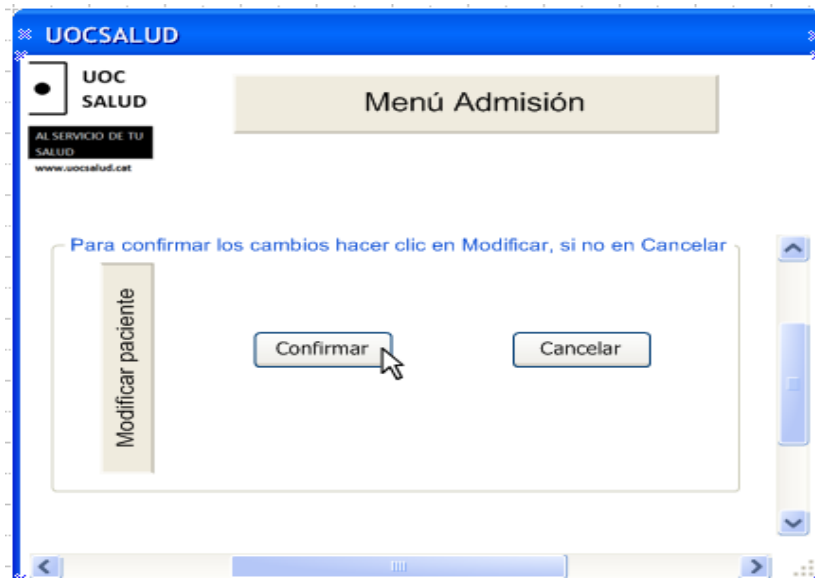 UOCSALUD
UOC
SALUD
AL SERVICIO DE TU
SALUD
www.uocsalud.cat
Menú Admisión
Para confirmar los cambios hacer clic en Modificar, si no en Cancelar
Modificar paciente
Confirmar
Cancelar